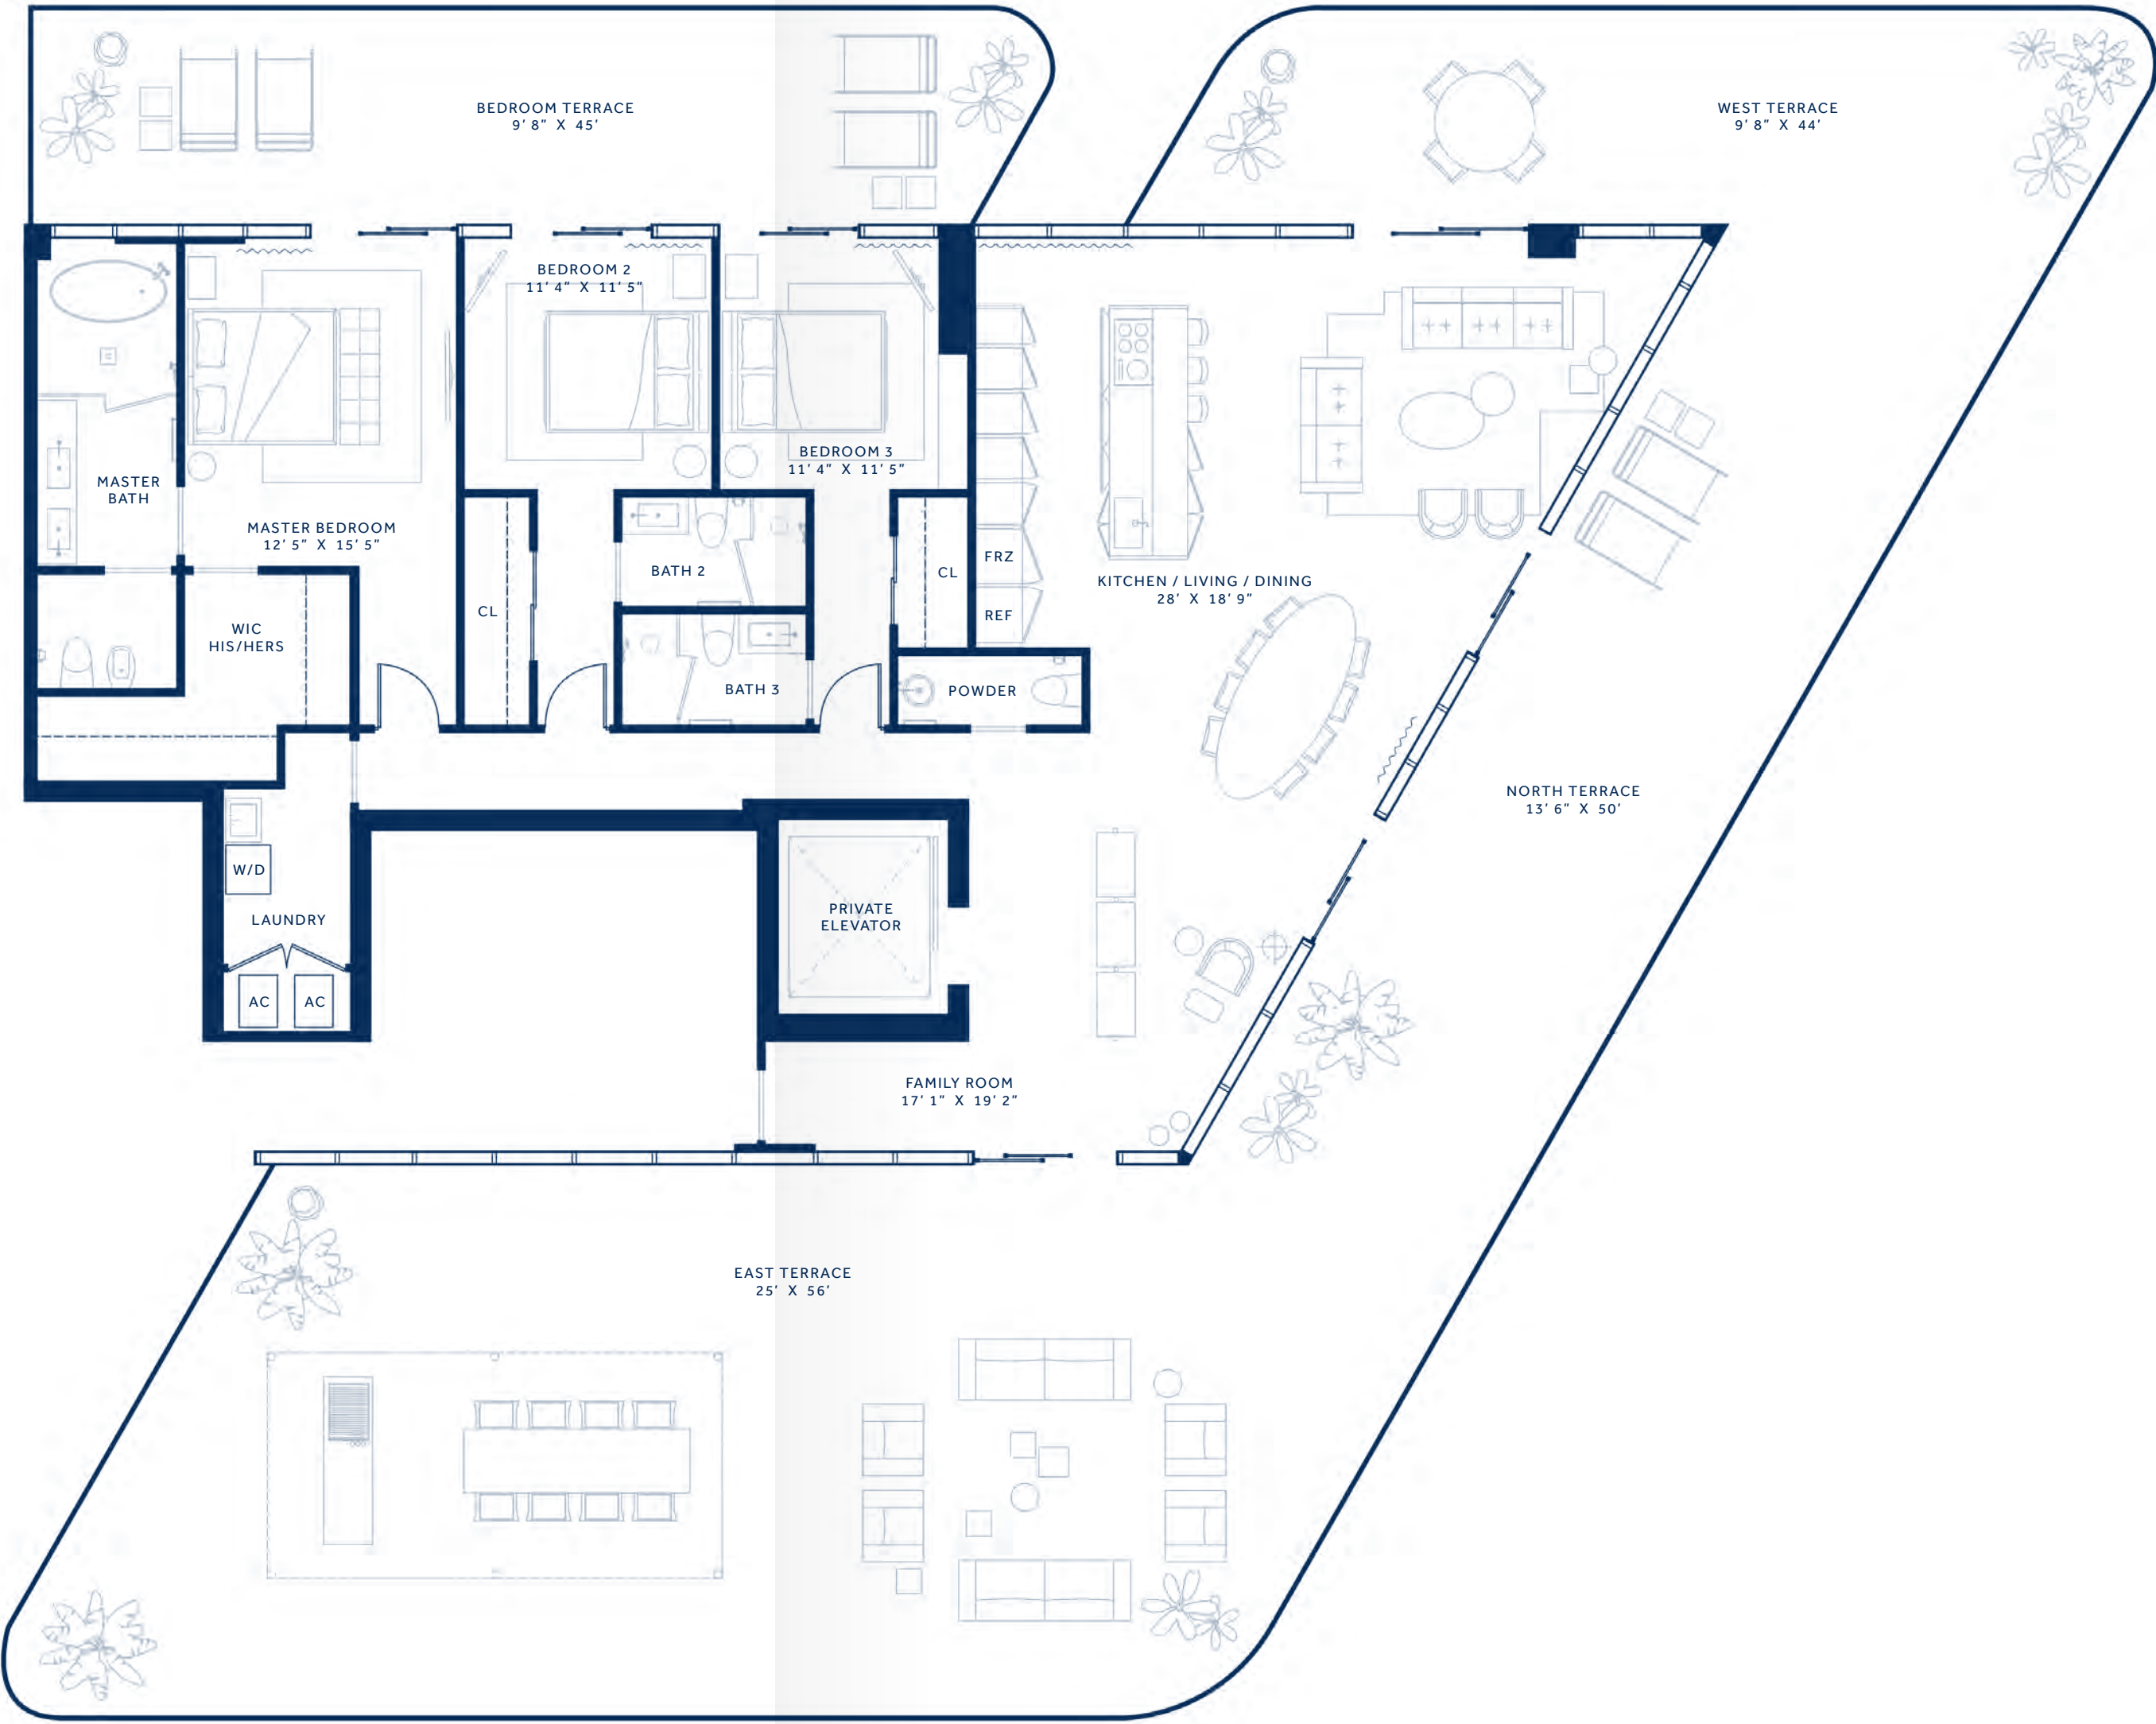 BEDROOM TERRACE
9' 8" X 45'
WEST TERRACE
9' 8" X 44'
BEDROOM 2
11' 4" X 11' 5"
BEDROOM 3
11' 4" X 11' 5"
MASTER
BATH
MASTER BEDROOM
12' 5" X 15' 5"
BATH 2
CL
FRZ
KITCHEN / LIVING / DINING
28' X 18' 9"
CL
REF
WIC
HIS/HERS
BATH 3
POWDER
NORTH TERRACE
13' 6" X 50'
W/D
LAUNDRY
PRIVATE
ELEVATOR
AC
AC
FAMILY ROOM
17' 1" X 19' 2"
EAST TERRACE
25' X 56'